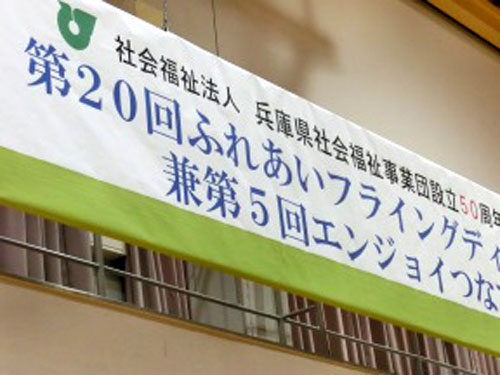 社会福祉法人 兵庫県社会福祉事業団設立50周年
第20回ふれあいフライングディ
兼第5回エンジョイつな